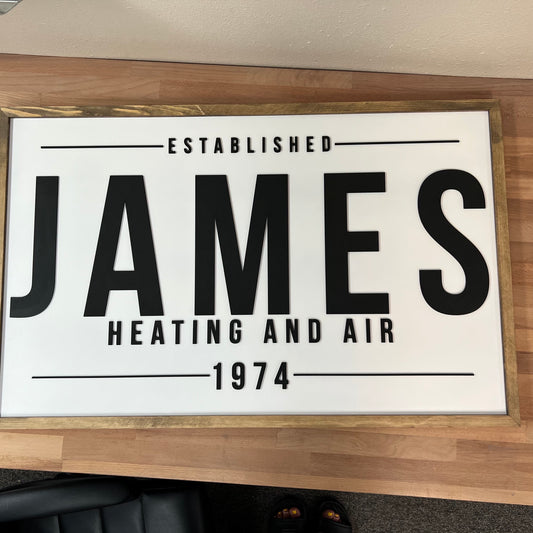 ESTABLISHED
JAMES
HEATING AND AIR
1974